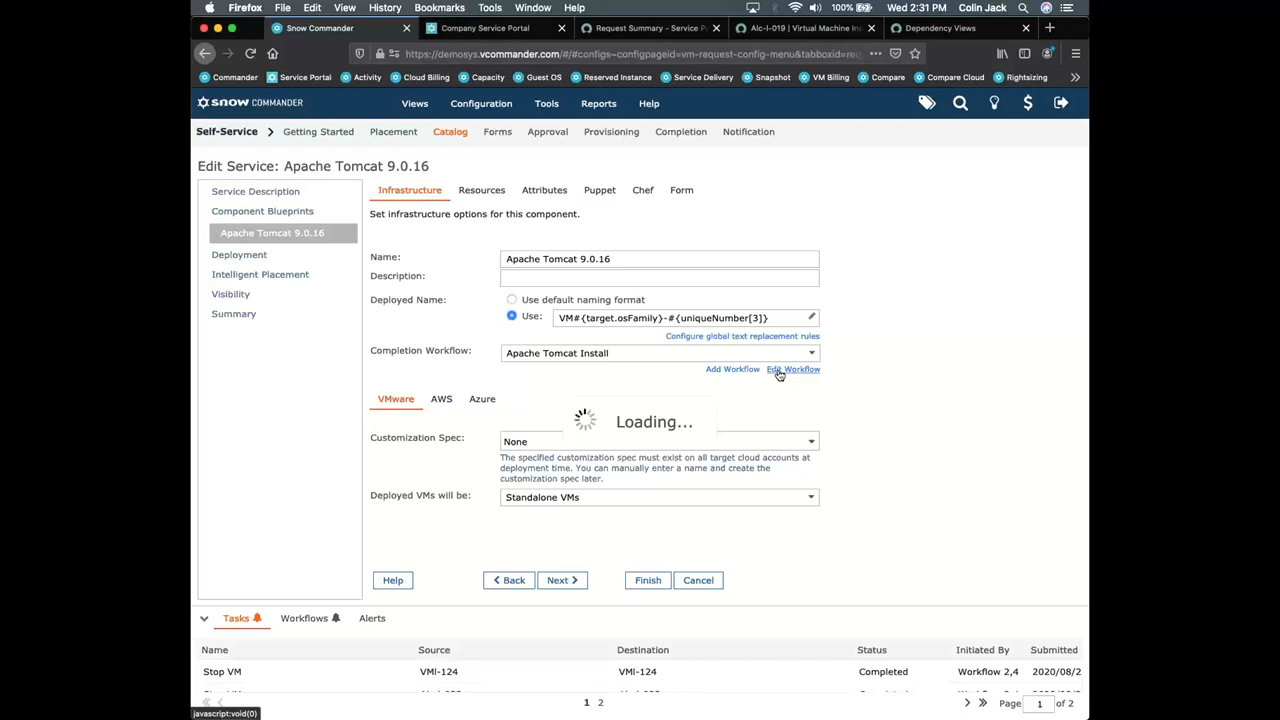 Firefox File Edit View History Bookmarks Tools Window Help 100% Wed 2:31 PM Colin Jack
Snow Commander Company Service Portal Request Summary - Service P Alc-I-019 | Virtual Machine In Dependency Views
https://demosys.vcommander.com/#/#configs~configpageid=vm-request-config-menu&tabboxid=re
Commander Service Portal Activity Cloud Billing Capacity Guest OS Reserved Instance Service Delivery Snapshot VM Billing Compare Compare Cloud Rightsizing
snow COMMANDER Views Configuration Tools Reports Help
Self-Service Getting Started Placement Catalog Forms Approval Provisioning Completion Notification
Edit Service: Apache Tomcat 9.0.16
Service Description
Component Blueprints
Apache Tomcat 9.0.16
Deployment
Intelligent Placement
Visibility
Summary
Infrastructure Resources Attributes Puppet Chef Form
Set infrastructure options for this component.
Name: Apache Tomcat 9.0.16
Description:
Deployed Name: Use default naming format
Use: VM#{target.osFamily}-#{uniqueNumber[3]}
Configure global text replacement rules
Completion Workflow: Apache Tomcat Install
Add Workflow Edit Workflow
VMware AWS Azure
Loading...
Customization Spec: None
The specified customization spec must exist on all target cloud accounts at
deployment time. You can manually enter a name and create the
customization spec later.
Deployed VMs will be: Standalone VMs
Help Back Next Finish Cancel
Tasks Workflows Alerts
Name Source Destination Status Initiated By Submitted
Stop VM VMI-124 VMI-124 Completed Workflow 2,4 2020/08/2
1 2 Page 1 of 2
javascript:void(0)